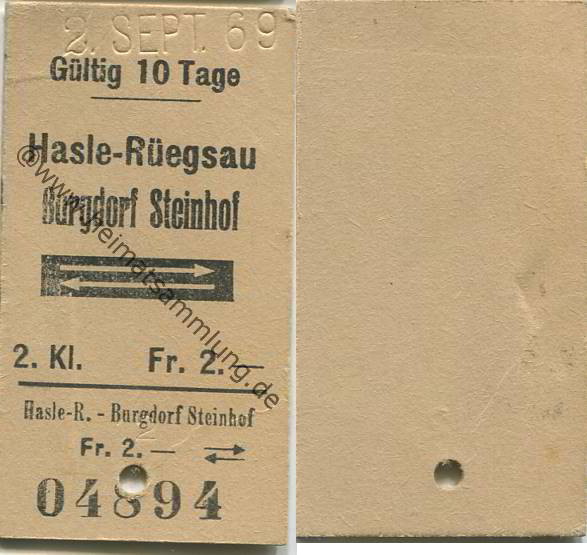 2. SEPT. 69
Gültig 10 Tage
Hasle-Rüegsau
Burgdorf Steinhof
2. Kl. Fr. 2.—
Hasle-R. - Burgdorf Steinhof
Fr. 2.—
04894
@www.heimatsammlung.de